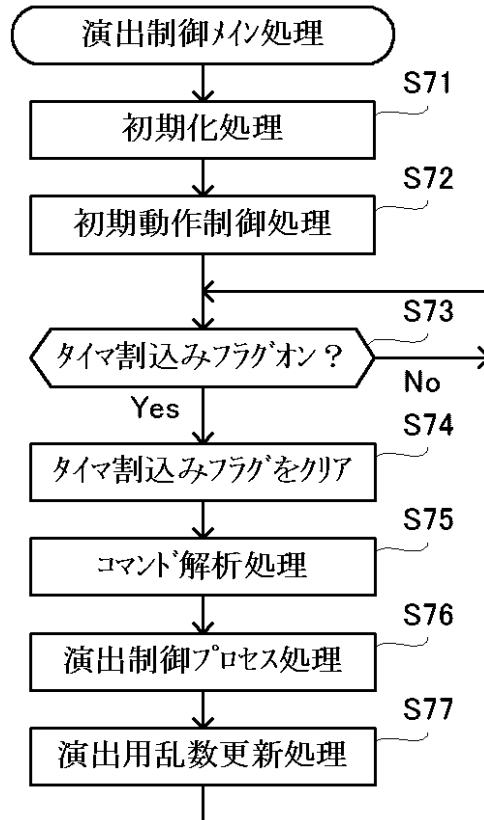 演出制御メイン処理
S71
初期化処理
S72
初期動作制御処理
S73
タイマ割込みフラグオン？
No
Yes
S74
タイマ割込みフラグをクリア
S75
コマンド解析処理
S76
演出制御プロセス処理
S77
演出用乱数更新処理